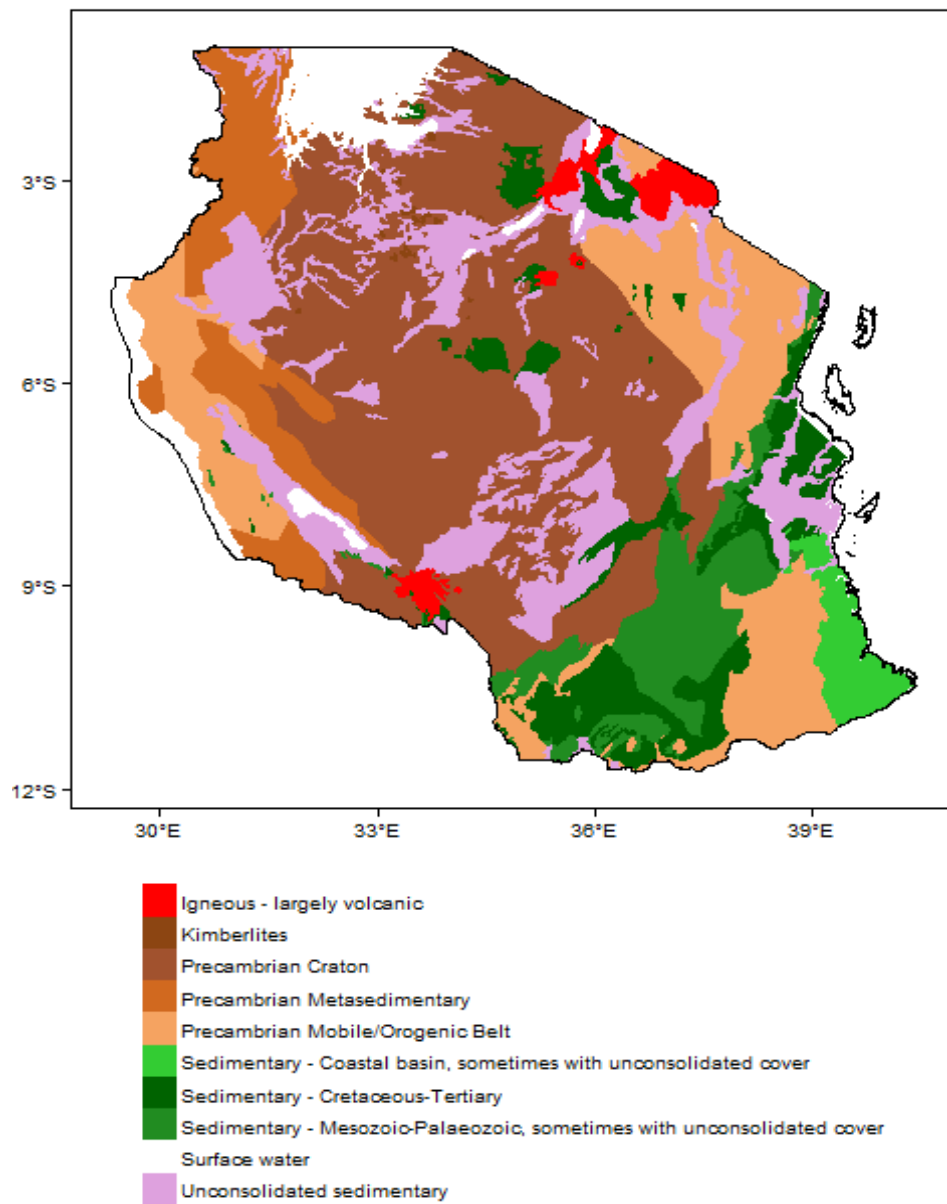 3°S
6°S
9°S
12°S
30°E 33°E 36°E 39°E
Igneous - largely volcanic
Kimberlites
Precambrian Craton
Precambrian Metasedimentary
Precambrian Mobile/Orogenic Belt
Sedimentary - Coastal basin, sometimes with unconsolidated cover
Sedimentary - Cretaceous-Tertiary
Sedimentary - Mesozoic-Palaeozoic, sometimes with unconsolidated cover
Surface water
Unconsolidated sedimentary